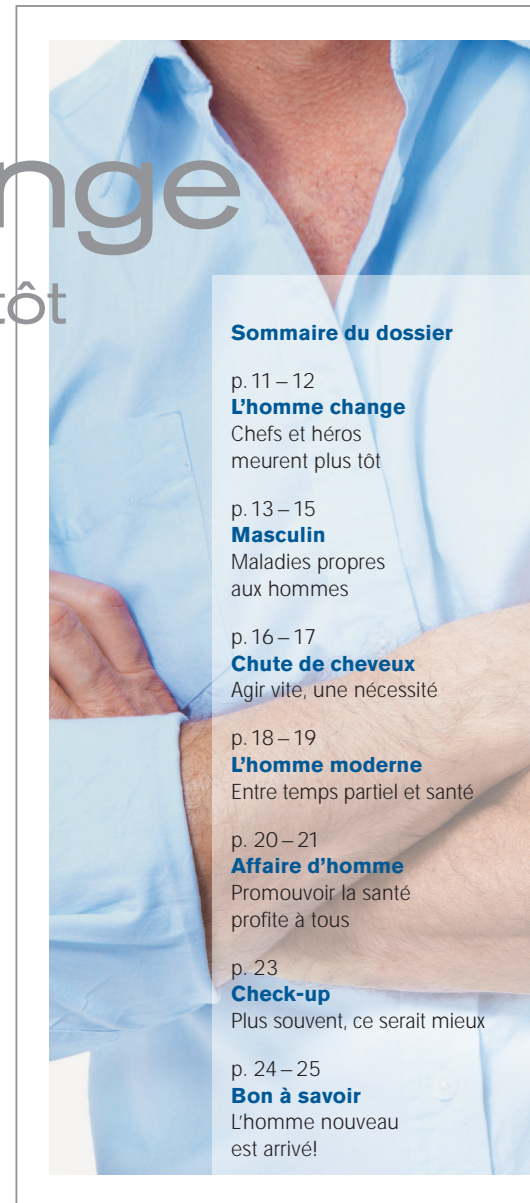 nge
tôt
Sommaire du dossier
p. 11 – 12
L’homme change
Chefs et héros
meurent plus tôt
p. 13 – 15
Masculin
Maladies propres
aux hommes
p. 16 – 17
Chute de cheveux
Agir vite, une nécessité
p. 18 – 19
L’homme moderne
Entre temps partiel et santé
p. 20 – 21
Affaire d’homme
Promouvoir la santé
profite à tous
p. 23
Check-up
Plus souvent, ce serait mieux
p. 24 – 25
Bon à savoir
L’homme nouveau
est arrivé!